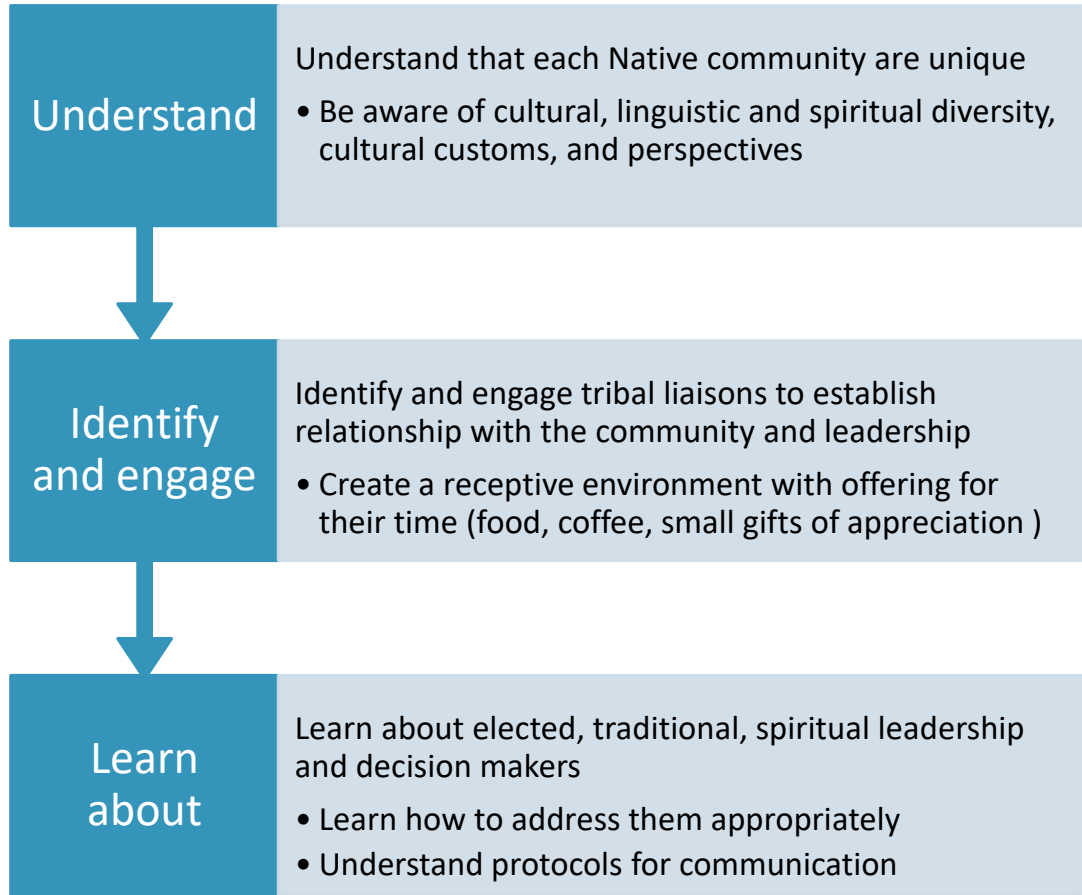 Understand
Understand that each Native community are unique
• Be aware of cultural, linguistic and spiritual diversity,
cultural customs, and perspectives
Identify
and engage
Identify and engage tribal liaisons to establish
relationship with the community and leadership
• Create a receptive environment with offering for
their time (food, coffee, small gifts of appreciation )
Learn
about
Learn about elected, traditional, spiritual leadership
and decision makers
• Learn how to address them appropriately
• Understand protocols for communication